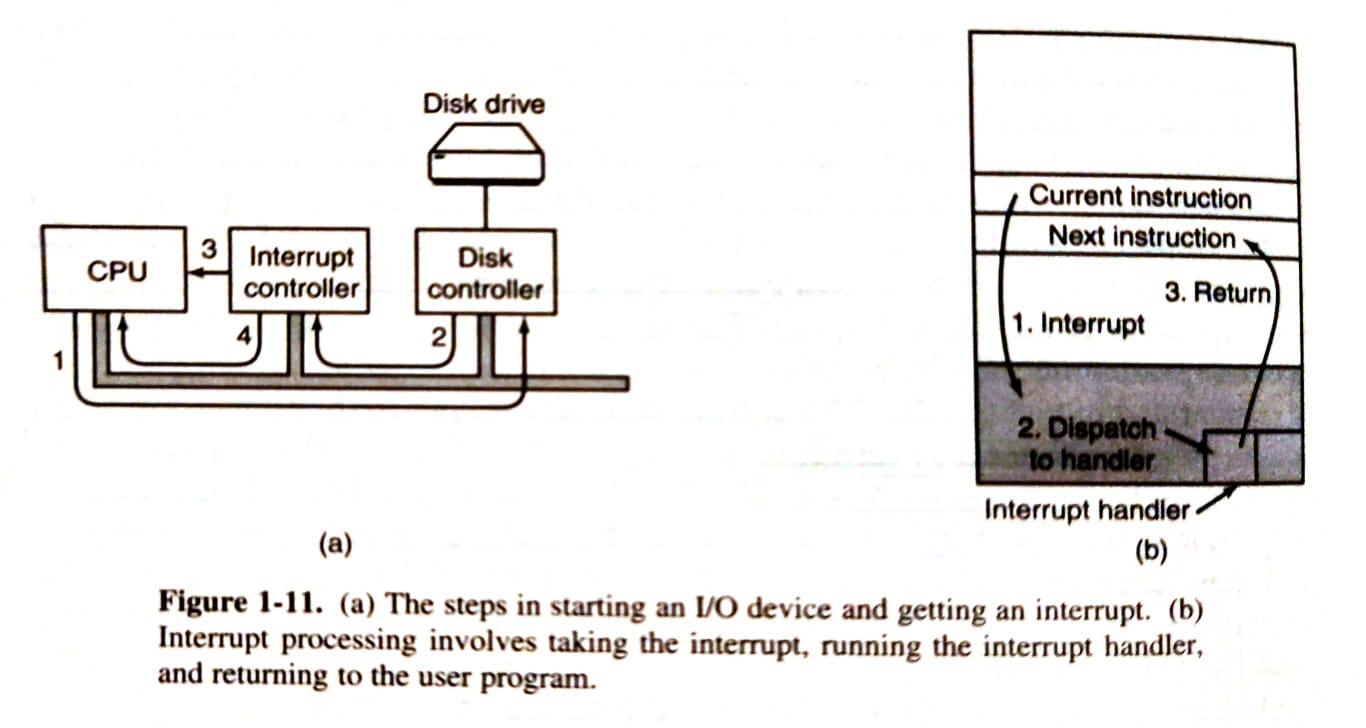 Disk drive
CPU
3
Interrupt
controller
Disk
controller
1
4
2
(a)
Current instruction
Next instruction
3. Return
1. Interrupt
2. Dispatch
to handler
Interrupt handler
(b)
Figure 1-11. (a) The steps in starting an I/O device and getting an interrupt. (b)
Interrupt processing involves taking the interrupt, running the interrupt handler,
and returning to the user program.